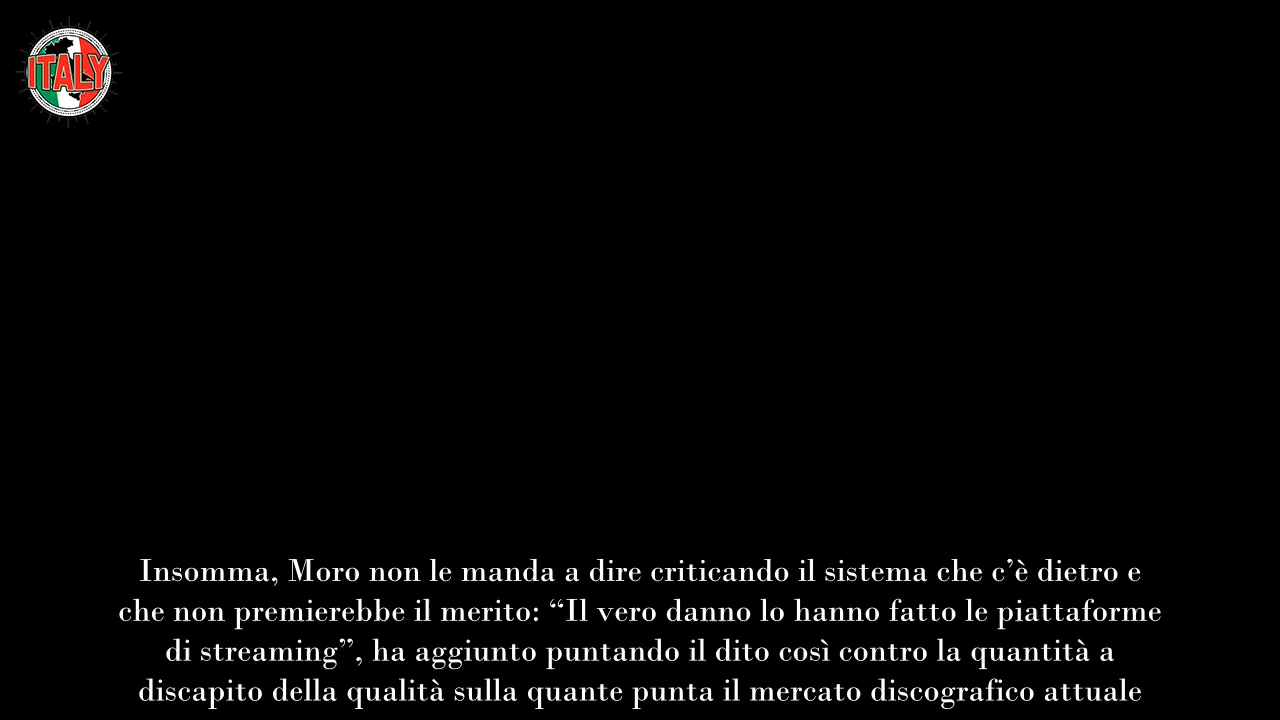 ITALY
Insomma, Moro non le manda a dire criticando il sistema che c’è dietro e
che non premierebbe il merito: “Il vero danno lo hanno fatto le piattaforme
di streaming”, ha aggiunto puntando il dito così contro la quantità a
discapito della qualità sulla quante punta il mercato discografico attuale